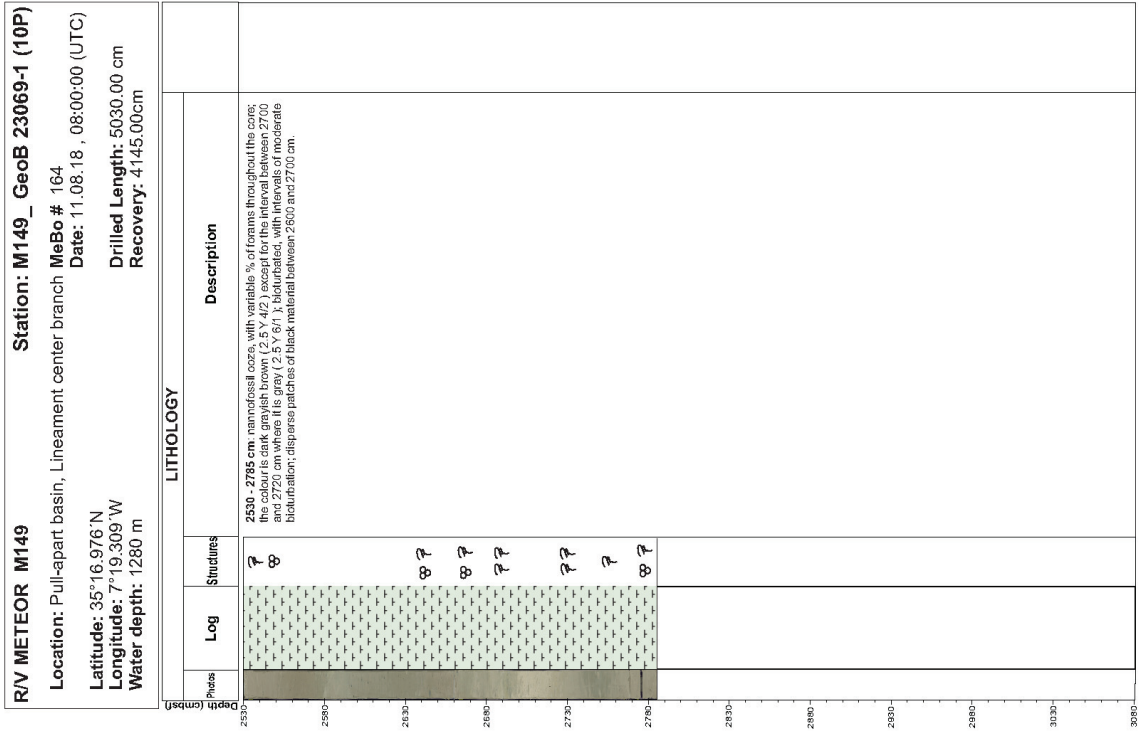 R/V METEOR M149 Station: M149_ GeoB 23069-1 (10P)
Location: Pull-apart basin, Lineament center branch MeBo # 164
Date: 11.08.18 , 08:00:00 (UTC)
Latitude: 35°16.976´N
Longitude: 7°19.309´W Drilled Length: 5030.00 cm
Water depth: 1280 m Recovery: 4145.00cm
LITHOLOGY
Depth (cmbsf) Photos Log Structures Description
2530 - 2785 cm: nannofossil ooze, with variable % of forams throughout the core;
the colour is dark grayish brown ( 2.5 Y 4/2 ) except for the interval between 2700
and 2720 cm where it is gray ( 2.5 Y 6/1 ); bioturbated, with intervals of moderate
bioturbation; disperse patches of black material between 2600 and 2700 cm.
2530
2580
2630
2680
2730
2780
2830
2880
2930
2980
3030
3080